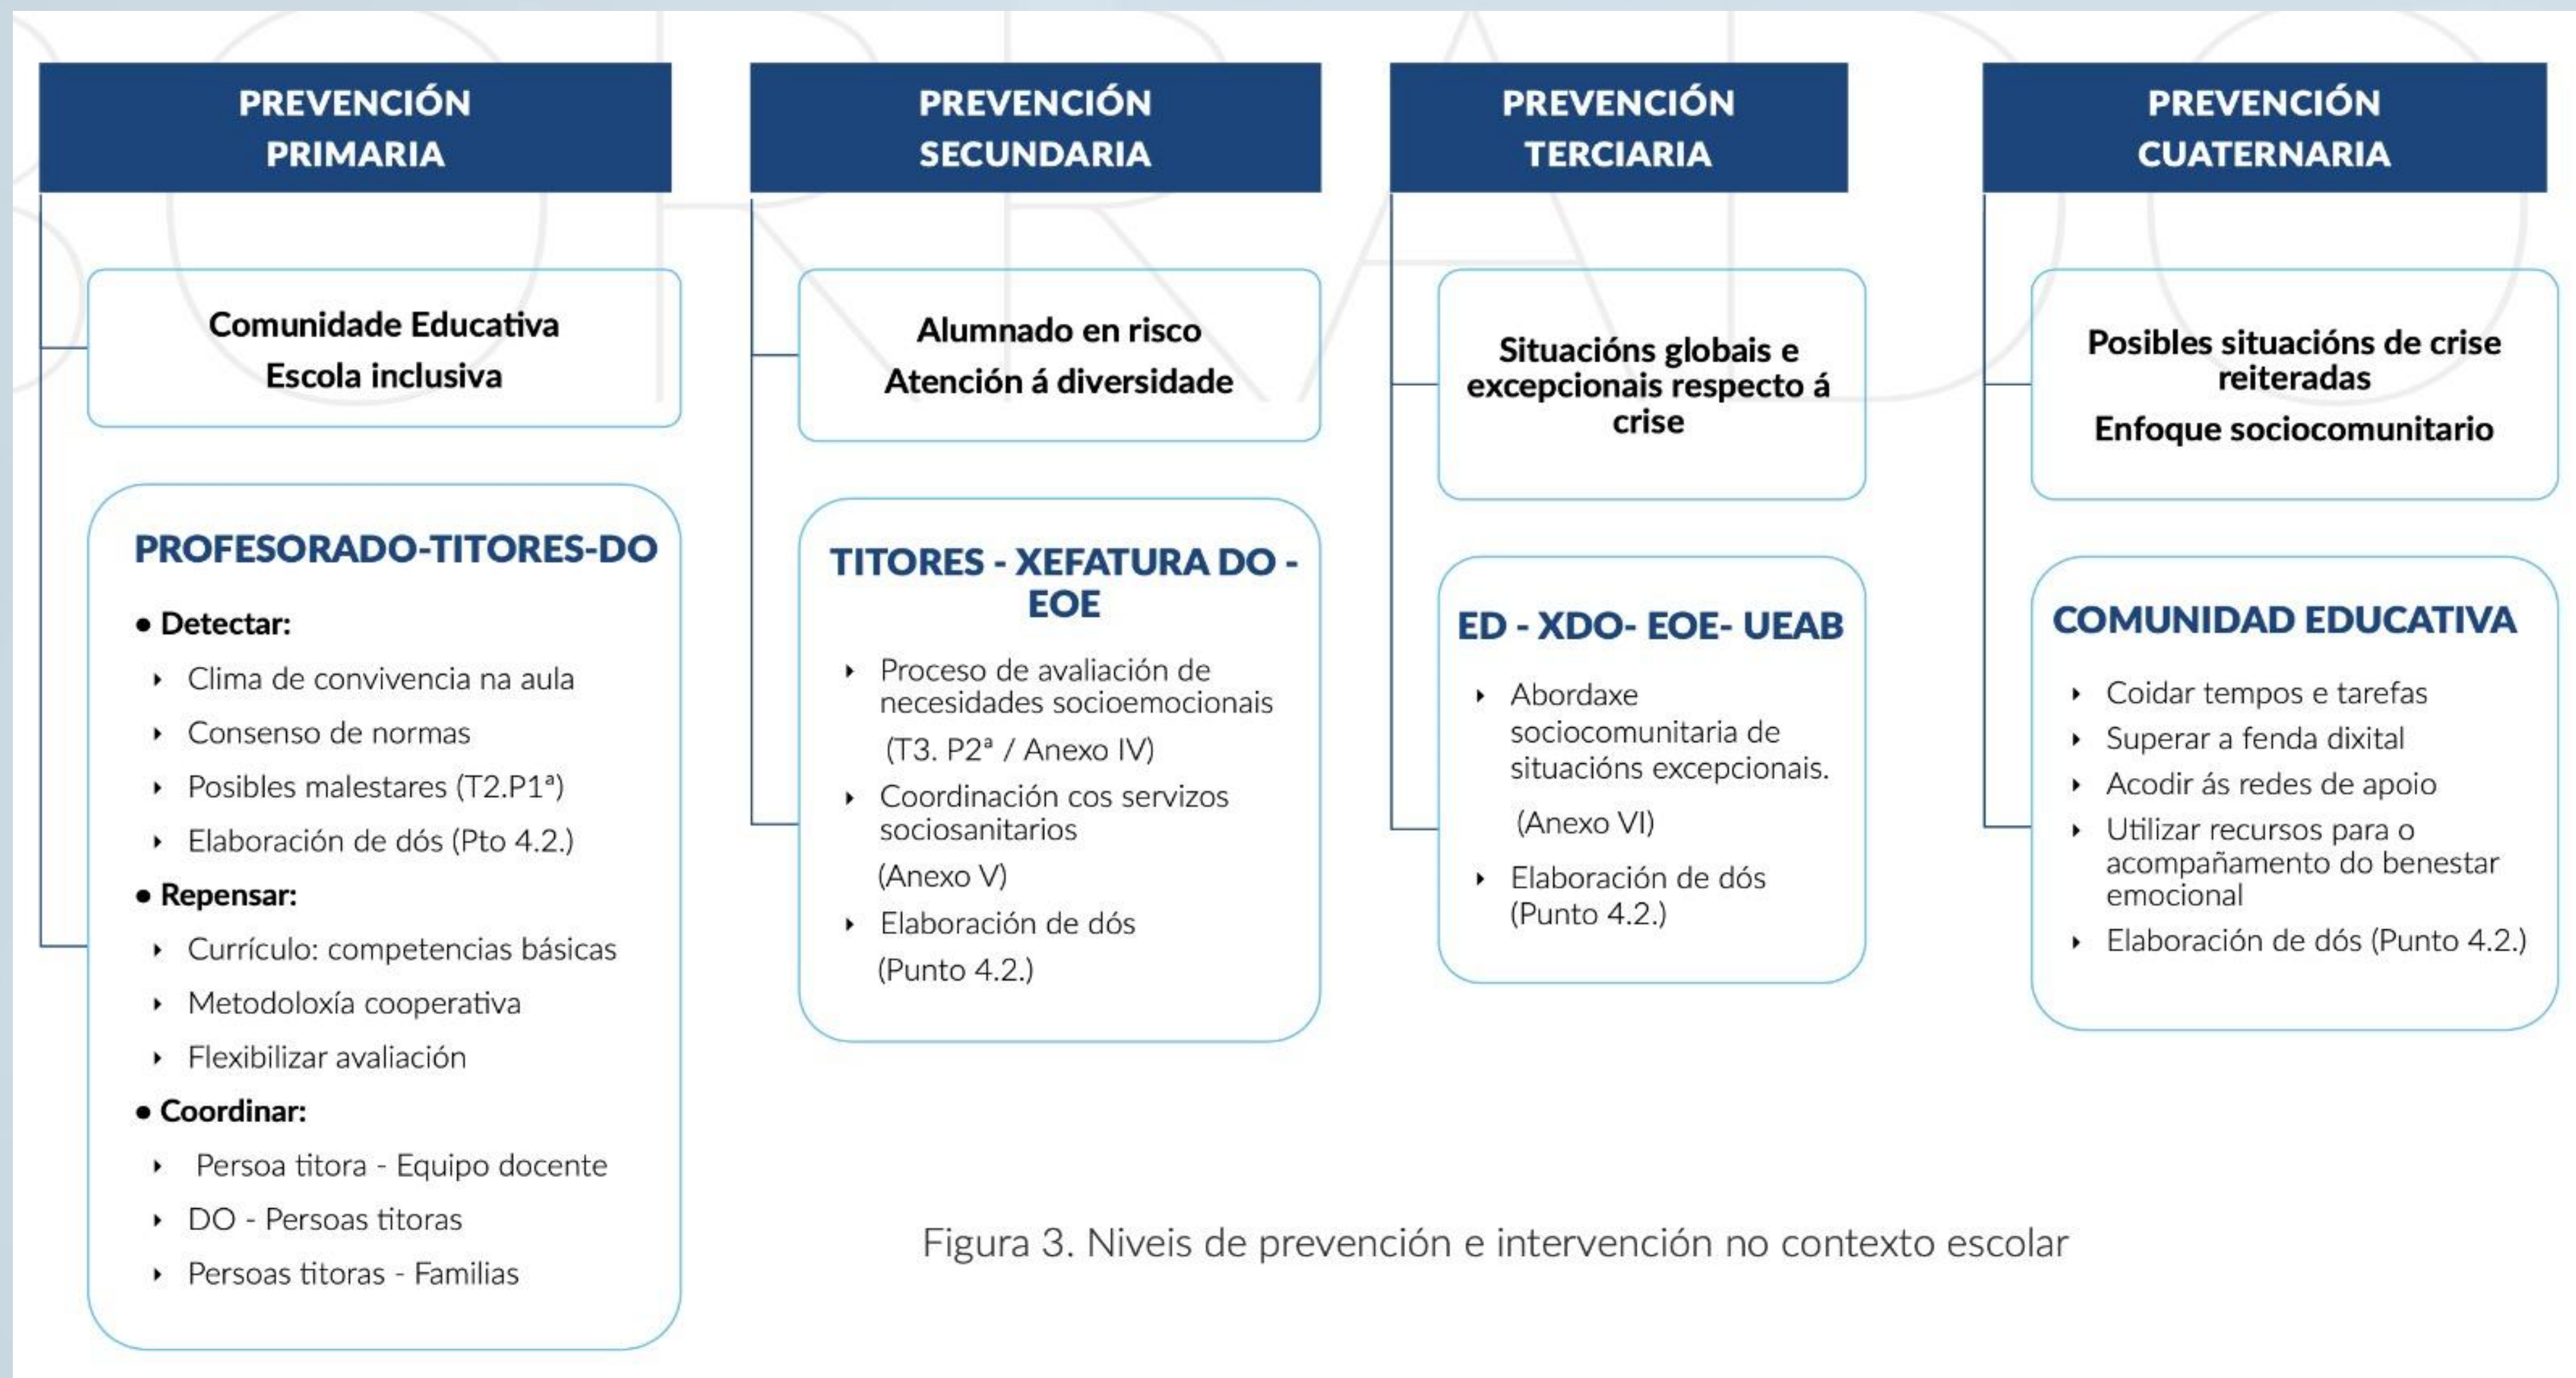 BORRADO
PREVENCIÓN
PRIMARIA
Comunidade Educativa
Escola inclusiva
PROFESORADO-TITORES-DO
• Detectar:
‣ Clima de convivencia na aula
‣ Consenso de normas
‣ Posibles malestares (T2.P1ª)
‣ Elaboración de dós (Pto 4.2.)
• Repensar:
‣ Currículo: competencias básicas
‣ Metodoloxía cooperativa
‣ Flexibilizar avaliación
• Coordinar:
‣ Persoa titora - Equipo docente
‣ DO - Persoas titoras
‣ Persoas titoras - Familias
PREVENCIÓN
SECUNDARIA
Alumnado en risco
Atención á diversidade
TITORES - XEFATURA DO -
EOE
‣ Proceso de avaliación de
necesidades socioemocionais
(T3. P2ª / Anexo IV)
‣ Coordinación cos servizos
sociosanitarios
(Anexo V)
‣ Elaboración de dós
(Punto 4.2.)
PREVENCIÓN
TERCIARIA
Situacións globais e
excepcionais respecto á
crise
ED - XDO- EOE- UEAB
‣ Abordaxe
sociocomunitaria de
situacións excepcionais.
(Anexo VI)
‣ Elaboración de dós
(Punto 4.2.)
PREVENCIÓN
CUATERNARIA
Posibles situacións de crise
reiteradas
Enfoque sociocomunitario
COMUNIDAD EDUCATIVA
‣ Coidar tempos e tarefas
‣ Superar a fenda dixital
‣ Acodir ás redes de apoio
‣ Utilizar recursos para o
acompañamento do benestar
emocional
‣ Elaboración de dós (Punto 4.2.)
Figura 3. Niveis de prevención e intervención no contexto escolar